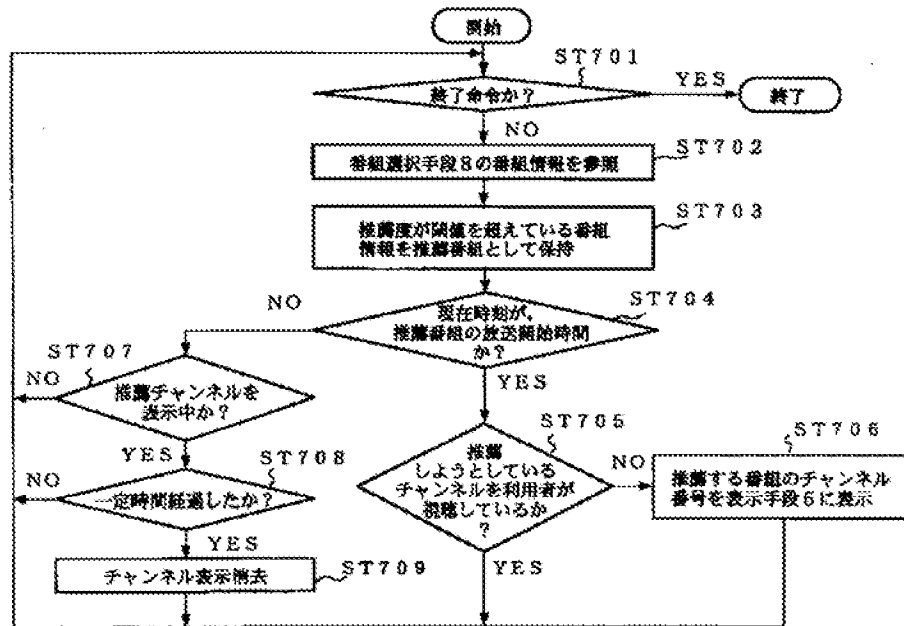 開始
ST701
終了命令か？
YES
終了
NO
ST702
番組選択手段8の番組情報を参照
ST703
推薦度が閾値を超えている番組
情報を推薦番組として保持
ST704
NO
現在時刻が、
推薦番組の放送開始時間
か？
ST707
YES
NO
推薦チャンネルを
表示中か？
ST705
ST706
YES
ST708
推薦
しようとしている
チャンネルを利用者が
視聴しているか
？
NO
推薦する番組のチャンネル
番号を表示手段6に表示
NO
一定時間経過したか？
YES
YES
チャンネル表示消去
ST709